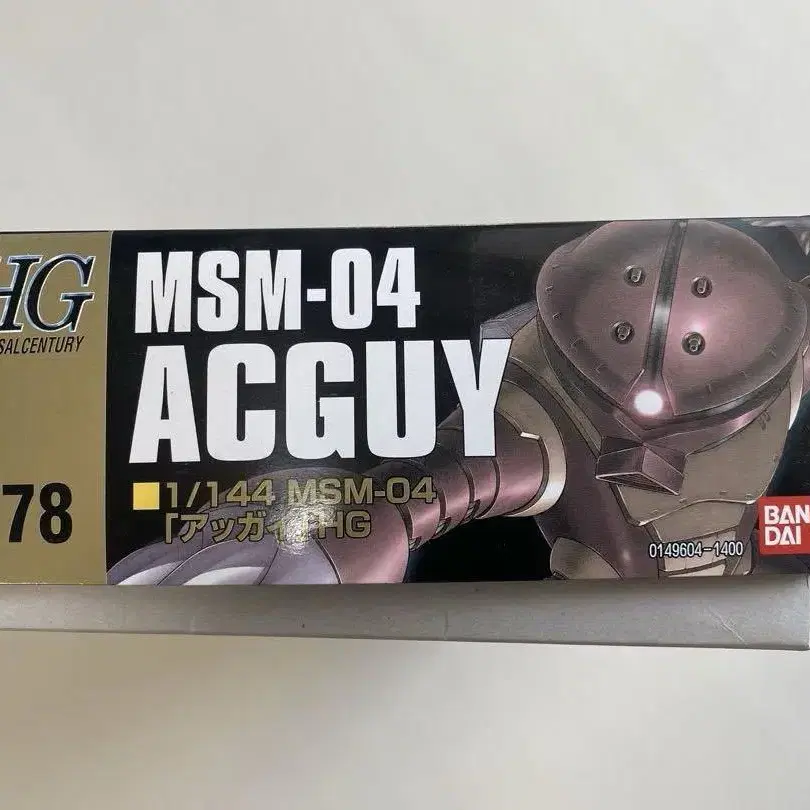 HG
SALCENTURY
78
MSM-04
ACGUY
1/144 MSM-04
「アッガイ」HG
0149604-1400
BAN
DAI